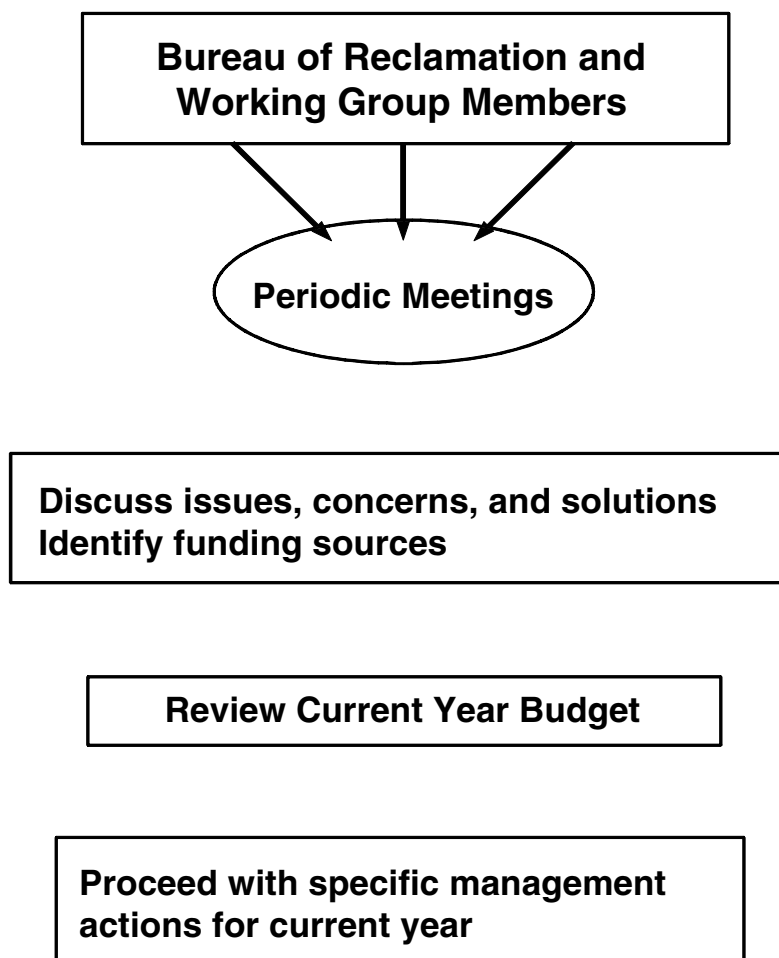 Bureau of Reclamation and
Working Group Members
Periodic Meetings
Discuss issues, concerns, and solutions
Identify funding sources
Review Current Year Budget
Proceed with specific management
actions for current year